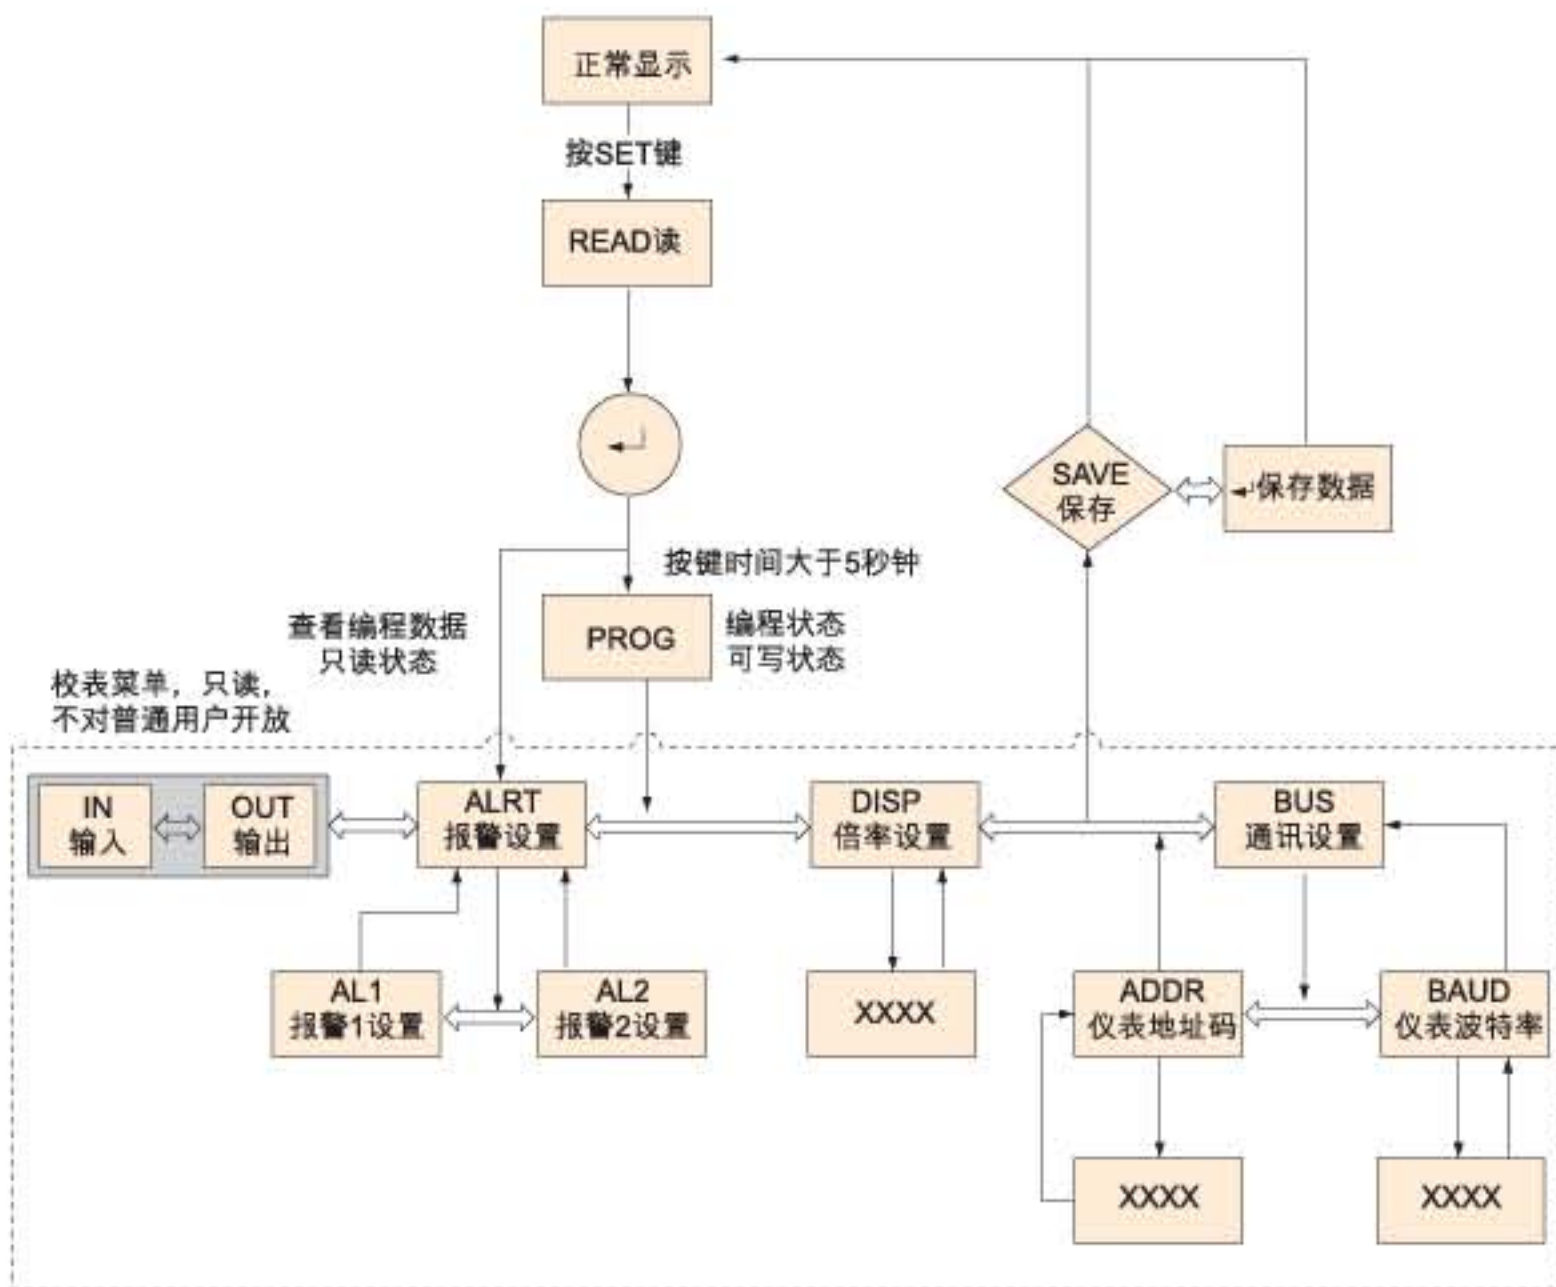 正常显示
按SET键
READ读
SAVE
保存
保存数据
按键时间大于5秒钟
查看编程数据
只读状态
PROG
编程状态
可写状态
校表菜单，只读，
不对普通用户开放
IN
输入
OUT
输出
ALRT
报警设置
DISP
倍率设置
BUS
通讯设置
AL1
报警1设置
AL2
报警2设置
XXXX
ADDR
仪表地址码
BAUD
仪表波特率
XXXX
XXXX